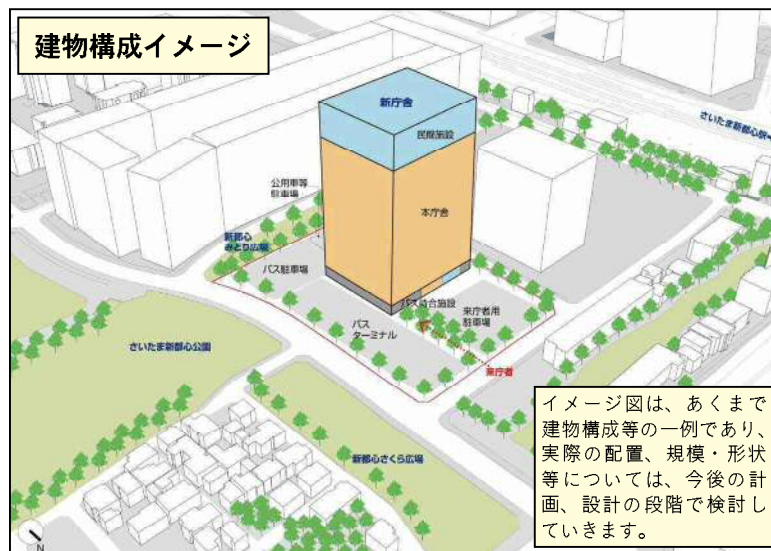 建物構成イメージ
新庁舎
民間施設
さいたま新都心駅
公用車等
駐車場
本庁舎
新都心
みどり広場
バス駐車場
バス待合施設
来庁者用
駐車場
バス
ターミナル
さいたま新都心公園
来庁者
新都心さくら広場
イメージ図は、あくまで
建物構成等の一例であり、
実際の配置、規模・形状
等については、今後の計
画、設計の段階で検討し
ていきます。
N